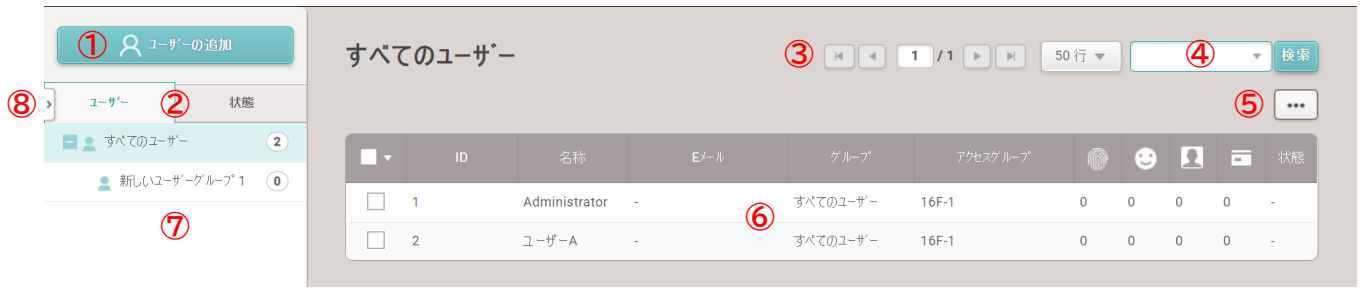 ① ユーザーの追加
すべてのユーザー
③ 1 / 1 50 行 ④ 検索
⑧ ユーザー ② 状態
⑤ •••
すべてのユーザー 2
新しいユーザーグループ 1 0
⑦
ID 名称 Eメール グループ アクセスグループ 状態
1 Administrator - すべてのユーザー 16F-1 0 0 0 0 -
⑥
2 ユーザーA - すべてのユーザー 16F-1 0 0 0 0 -